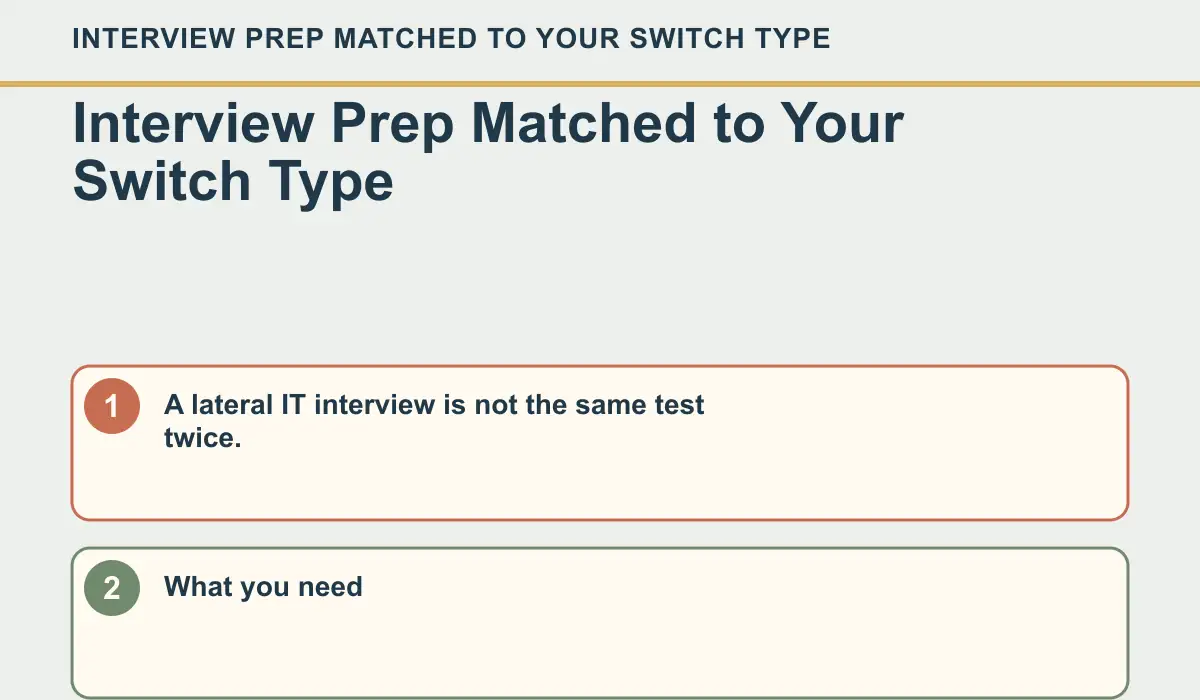 INTERVIEW PREP MATCHED TO YOUR SWITCH TYPE
Interview Prep Matched to Your
Switch Type
1
A lateral IT interview is not the same test
twice.
2
What you need